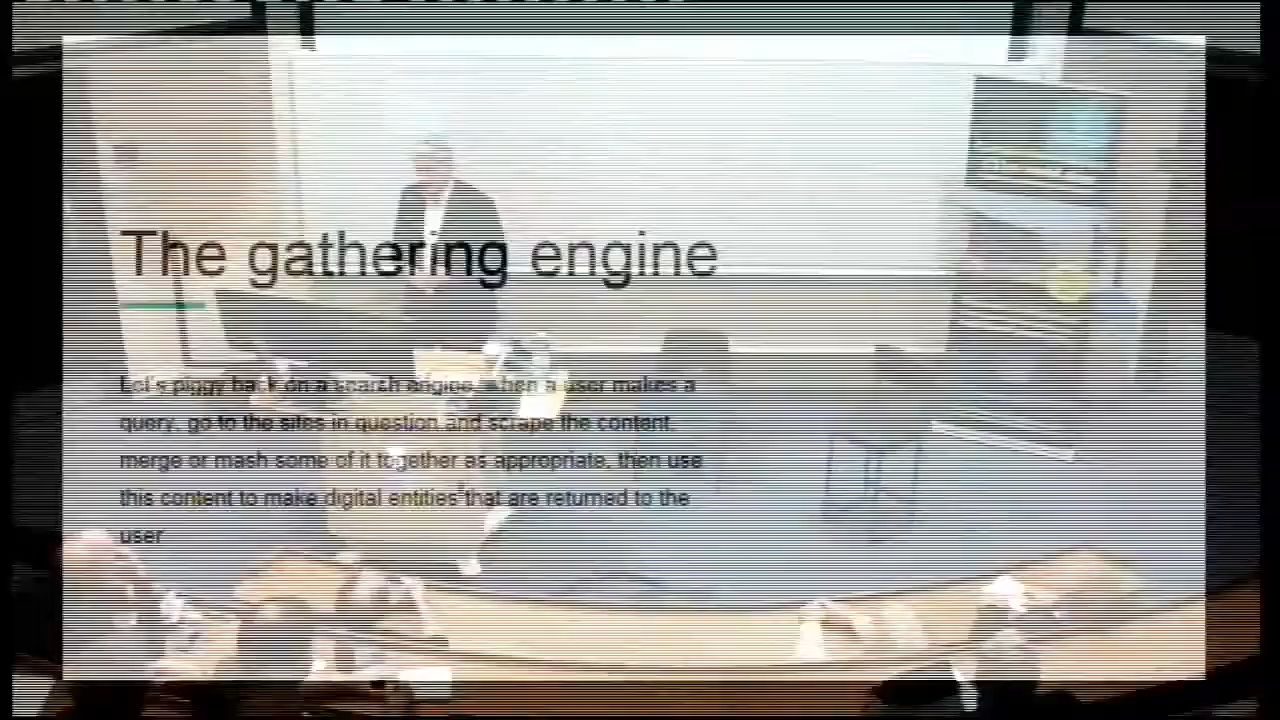 The gathering engine
Let's piggy back on a search engine, when a user makes a
query, go to the sites in question and scrape the content,
merge or mash some of it together as appropriate, then use
this content to make digital entities that are returned to the
user